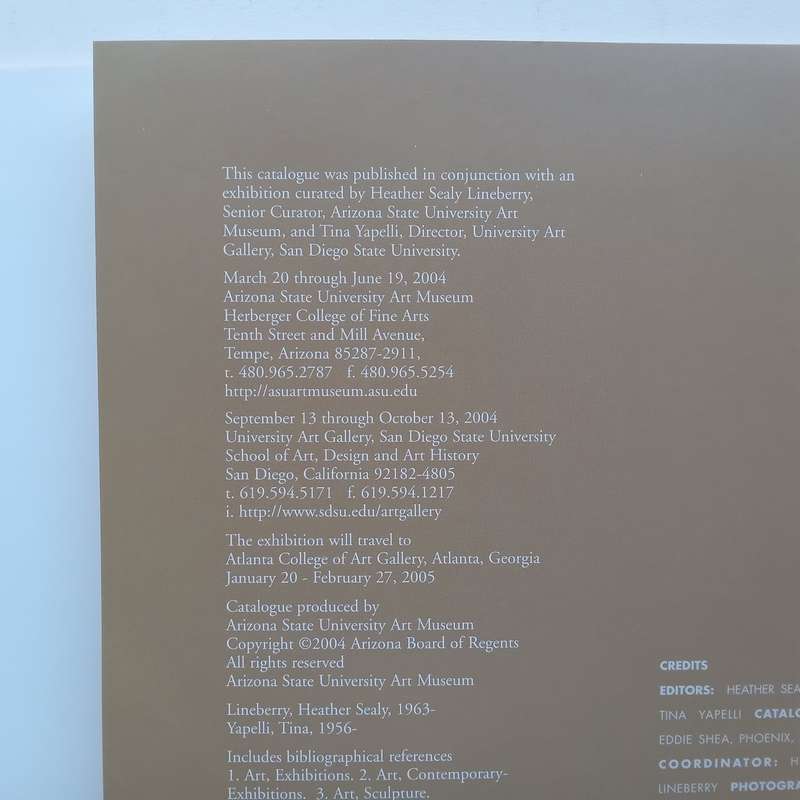 This catalogue was published in conjunction with an
exhibition curated by Heather Sealy Lineberry,
Senior Curator, Arizona State University Art
Museum, and Tina Yapelli, Director, University Art
Gallery, San Diego State University.
March 20 through June 19, 2004
Arizona State University Art Museum
Herberger College of Fine Arts
Tenth Street and Mill Avenue,
Tempe, Arizona 85287-2911,
t. 480.965.2787 f. 480.965.5254
http://asuartmuseum.asu.edu
September 13 through October 13, 2004
University Art Gallery, San Diego State University
School of Art, Design and Art History
San Diego, California 92182-4805
t. 619.594.5171 f. 619.594.1217
i. http://www.sdsu.edu/artgallery
The exhibition will travel to
Atlanta College of Art Gallery, Atlanta, Georgia
January 20 - February 27, 2005
Catalogue produced by
Arizona State University Art Museum
Copyright ©2004 Arizona Board of Regents
All rights reserved
Arizona State University Art Museum
Lineberry, Heather Sealy, 1963-
Yapelli, Tina, 1956-
Includes bibliographical references
1. Art, Exhibitions. 2. Art, Contemporary-
Exhibitions. 3. Art, Sculpture.
CREDITS
EDITORS: HEATHER
TINA YAPELLI
EDDIE SHEA, PHOENIX,
COORDINATOR:
LINEBERRY